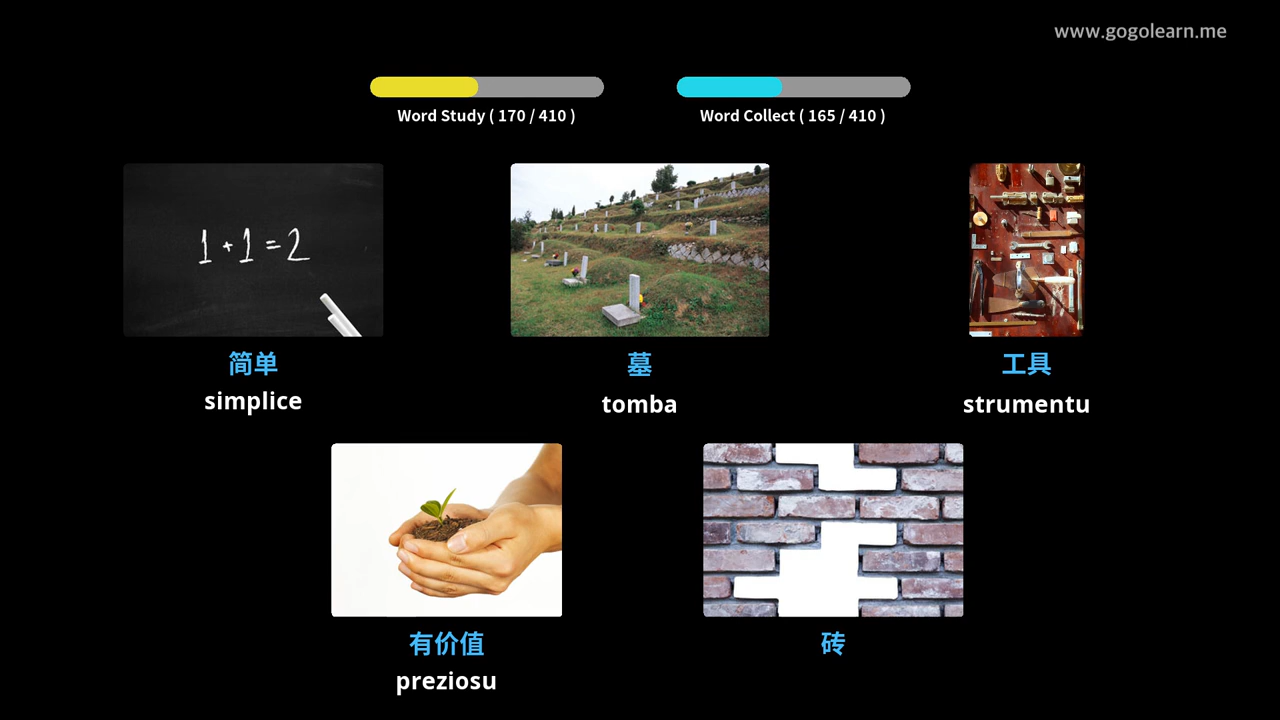 www.gogolearn.me
Word Study ( 170 / 410 )
Word Collect ( 165 / 410 )
1 + 1 = 2
简单
simplice
墓
tomba
工具
strumentu
有价值
preziosu
砖